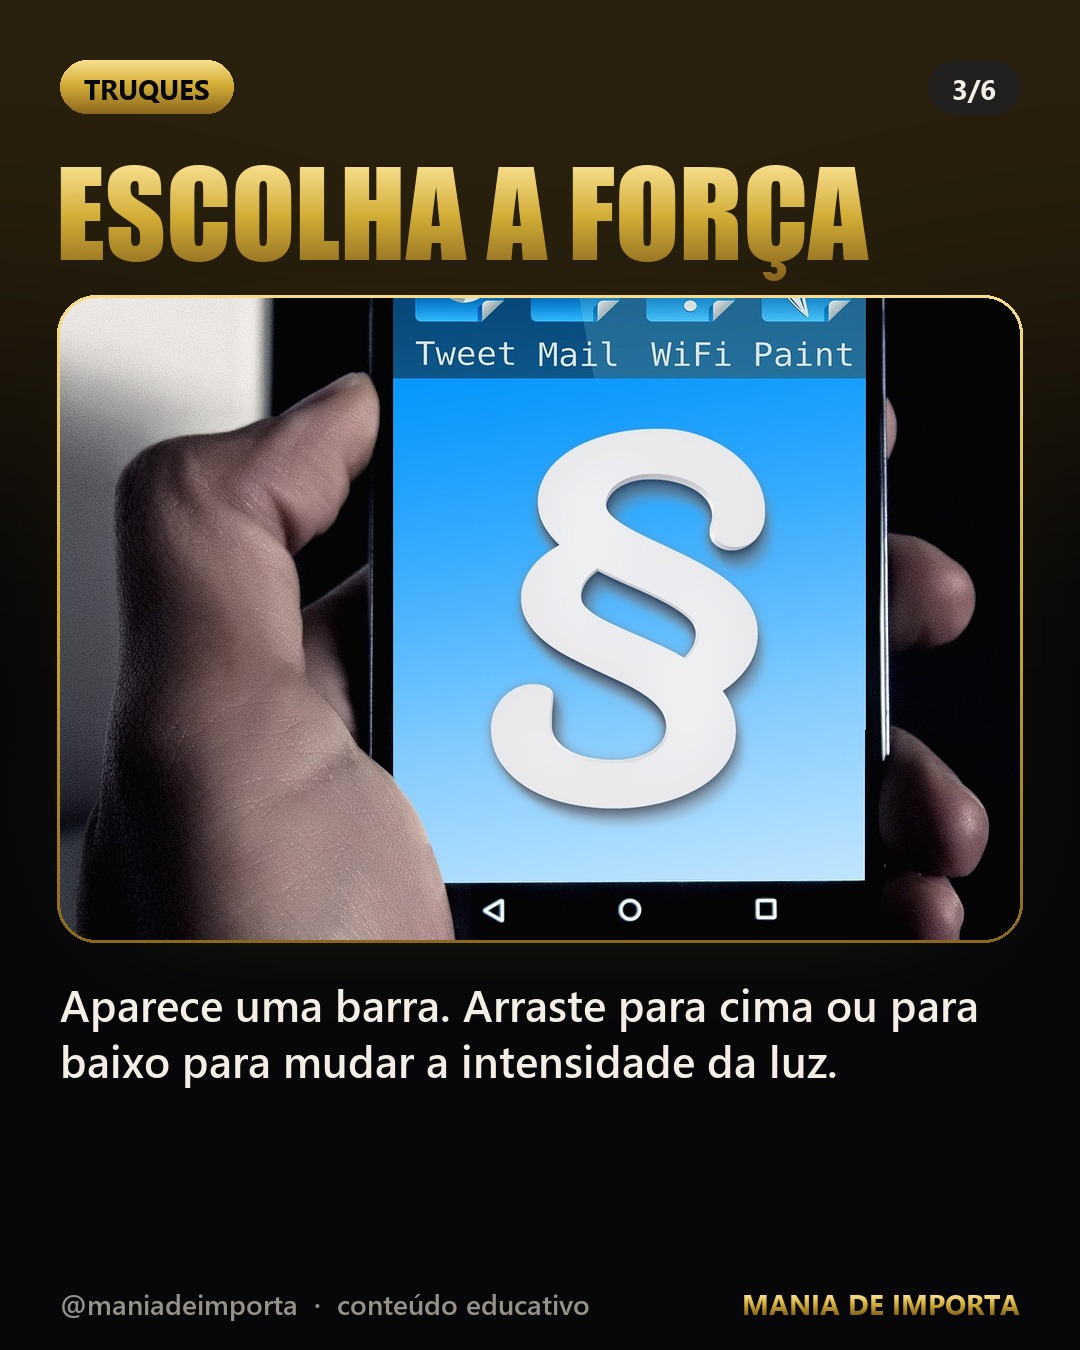 TRUQUES
3/6
ESCOLHA A FORÇA
Tweet Mail WiFi Paint
§
Aparece uma barra. Arraste para cima ou para
baixo para mudar a intensidade da luz.
@maniadeimporta · conteúdo educativo
MANIA DE IMPORTA